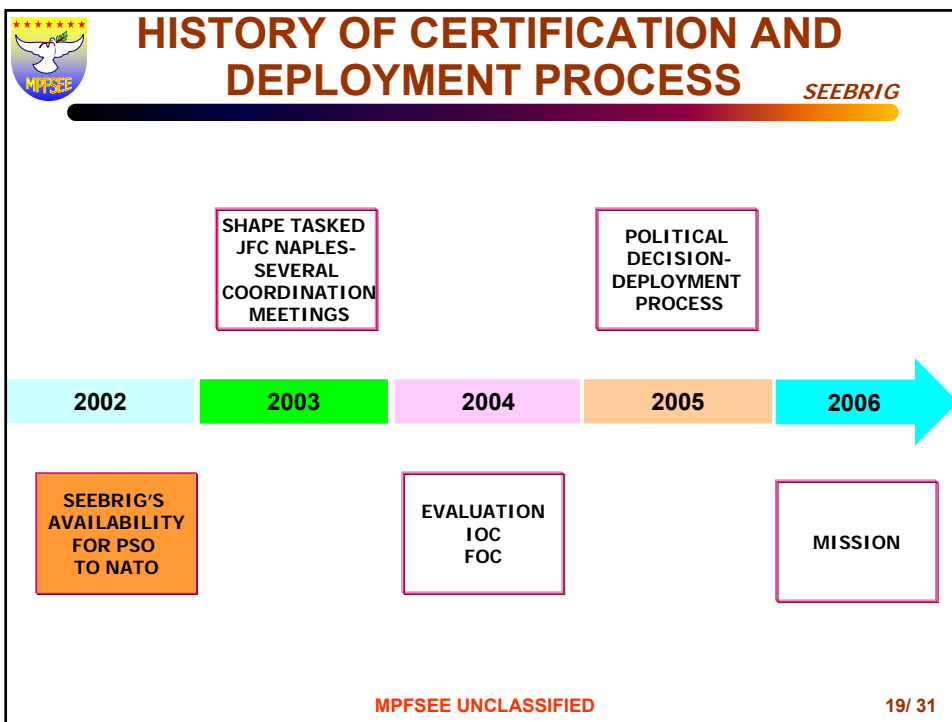 MPFSEE
HISTORY OF CERTIFICATION AND
DEPLOYMENT PROCESS
SEEBRIG
SHAPE TASKED
JFC NAPLES-
SEVERAL
COORDINATION
MEETINGS
POLITICAL
DECISION-
DEPLOYMENT
PROCESS
2002
2003
2004
2005
2006
SEEBRIG'S
AVAILABILITY
FOR PSO
TO NATO
EVALUATION
IOC
FOC
MISSION
MPFSEE UNCLASSIFIED
19/ 31